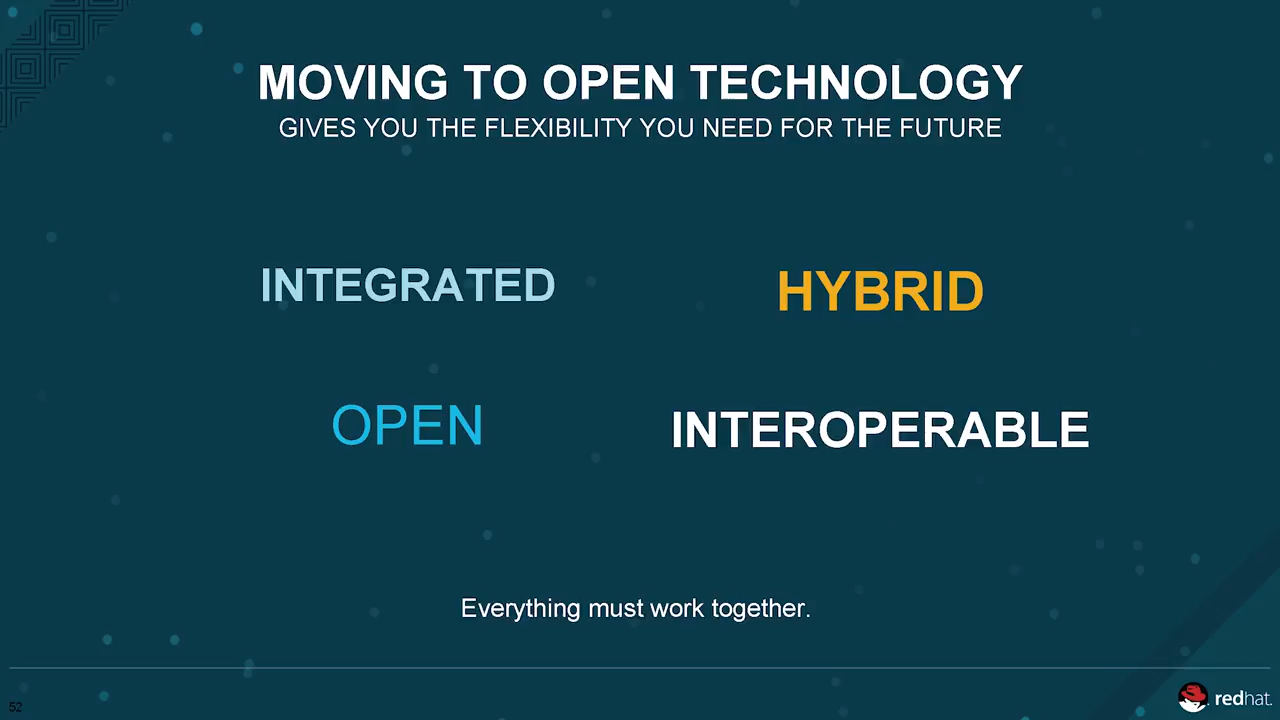 MOVING TO OPEN TECHNOLOGY
GIVES YOU THE FLEXIBILITY YOU NEED FOR THE FUTURE
INTEGRATED
HYBRID
OPEN
INTEROPERABLE
Everything must work together.
52
redhat.